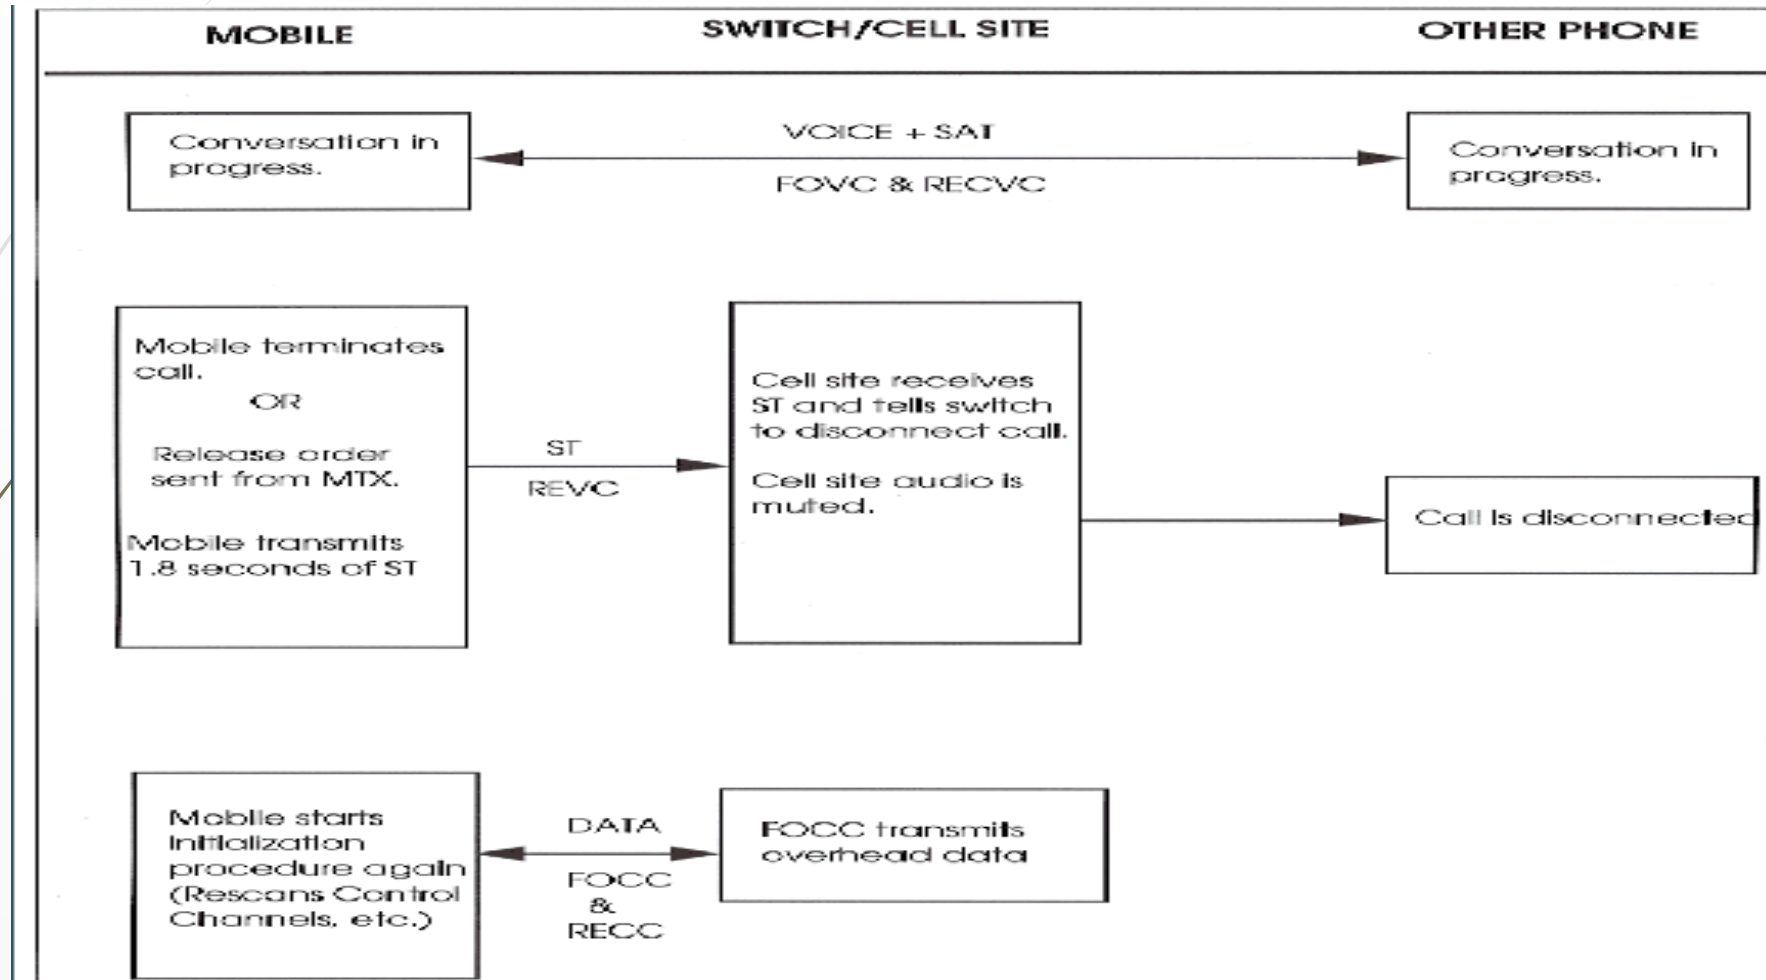 MOBILE
SWITCH/CELL SITE
OTHER PHONE
Conversation in
progress.
VOICE + SAT
FOVC & RECVC
Conversation in
progress.
Mobile terminates
call.
OR
Release order
sent from MTX.
Mobile transmits
1.8 seconds of ST
ST
REVC
Cell site receives
ST and tells switch
to disconnect call.
Cell site audio is
muted.
Call is disconnected
Mobile starts
initialization
procedure again
(Rescans Control
Channels, etc.)
DATA
FOCC
&
RECC
FOCC transmits
overhead data